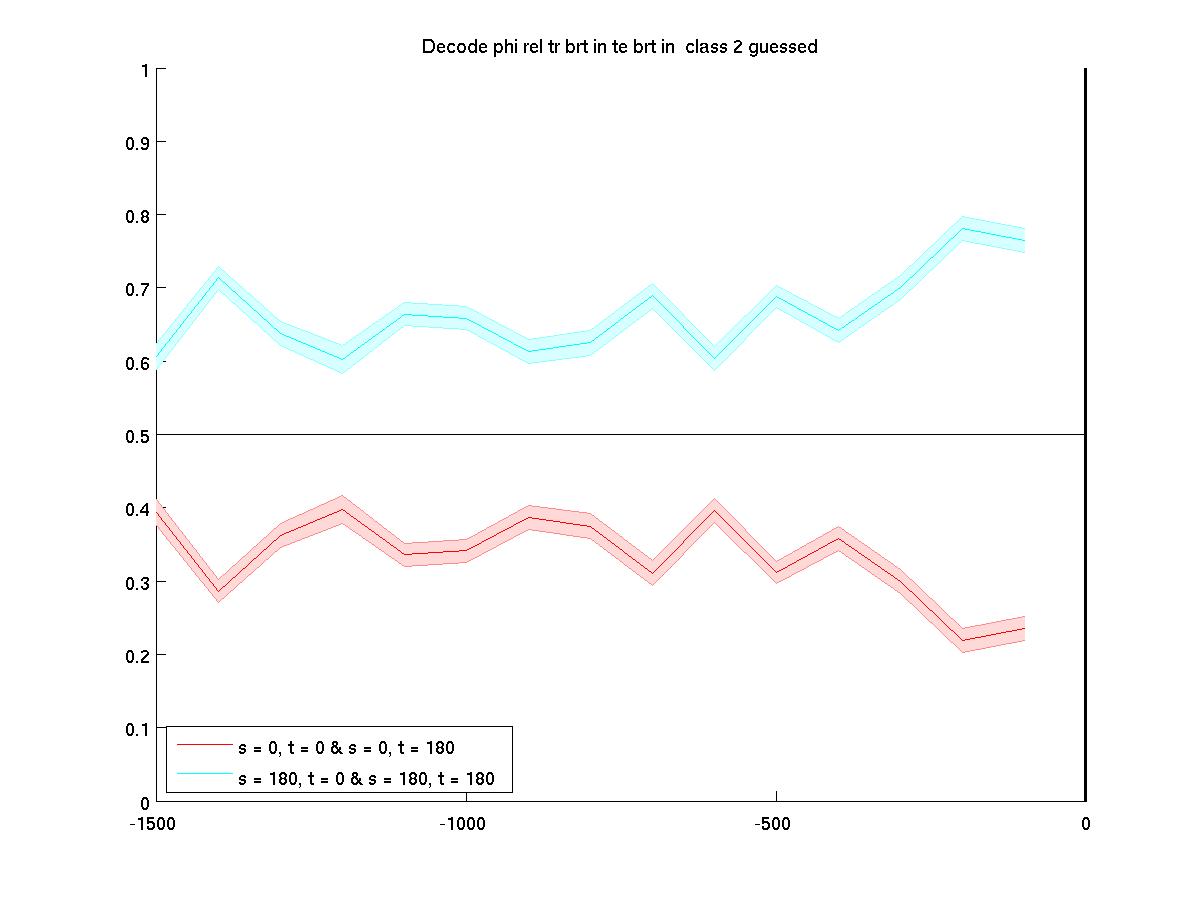 Decode phi rel tr brt in te brt in  class 2 guessed
1
0.9
0.8
0.7
0.6
0.5
0.4
0.3
0.2
0.1
0
s = 0, t = 0 & s = 0, t = 180
s = 180, t = 0 & s = 180, t = 180
-1500 -1000 -500 0